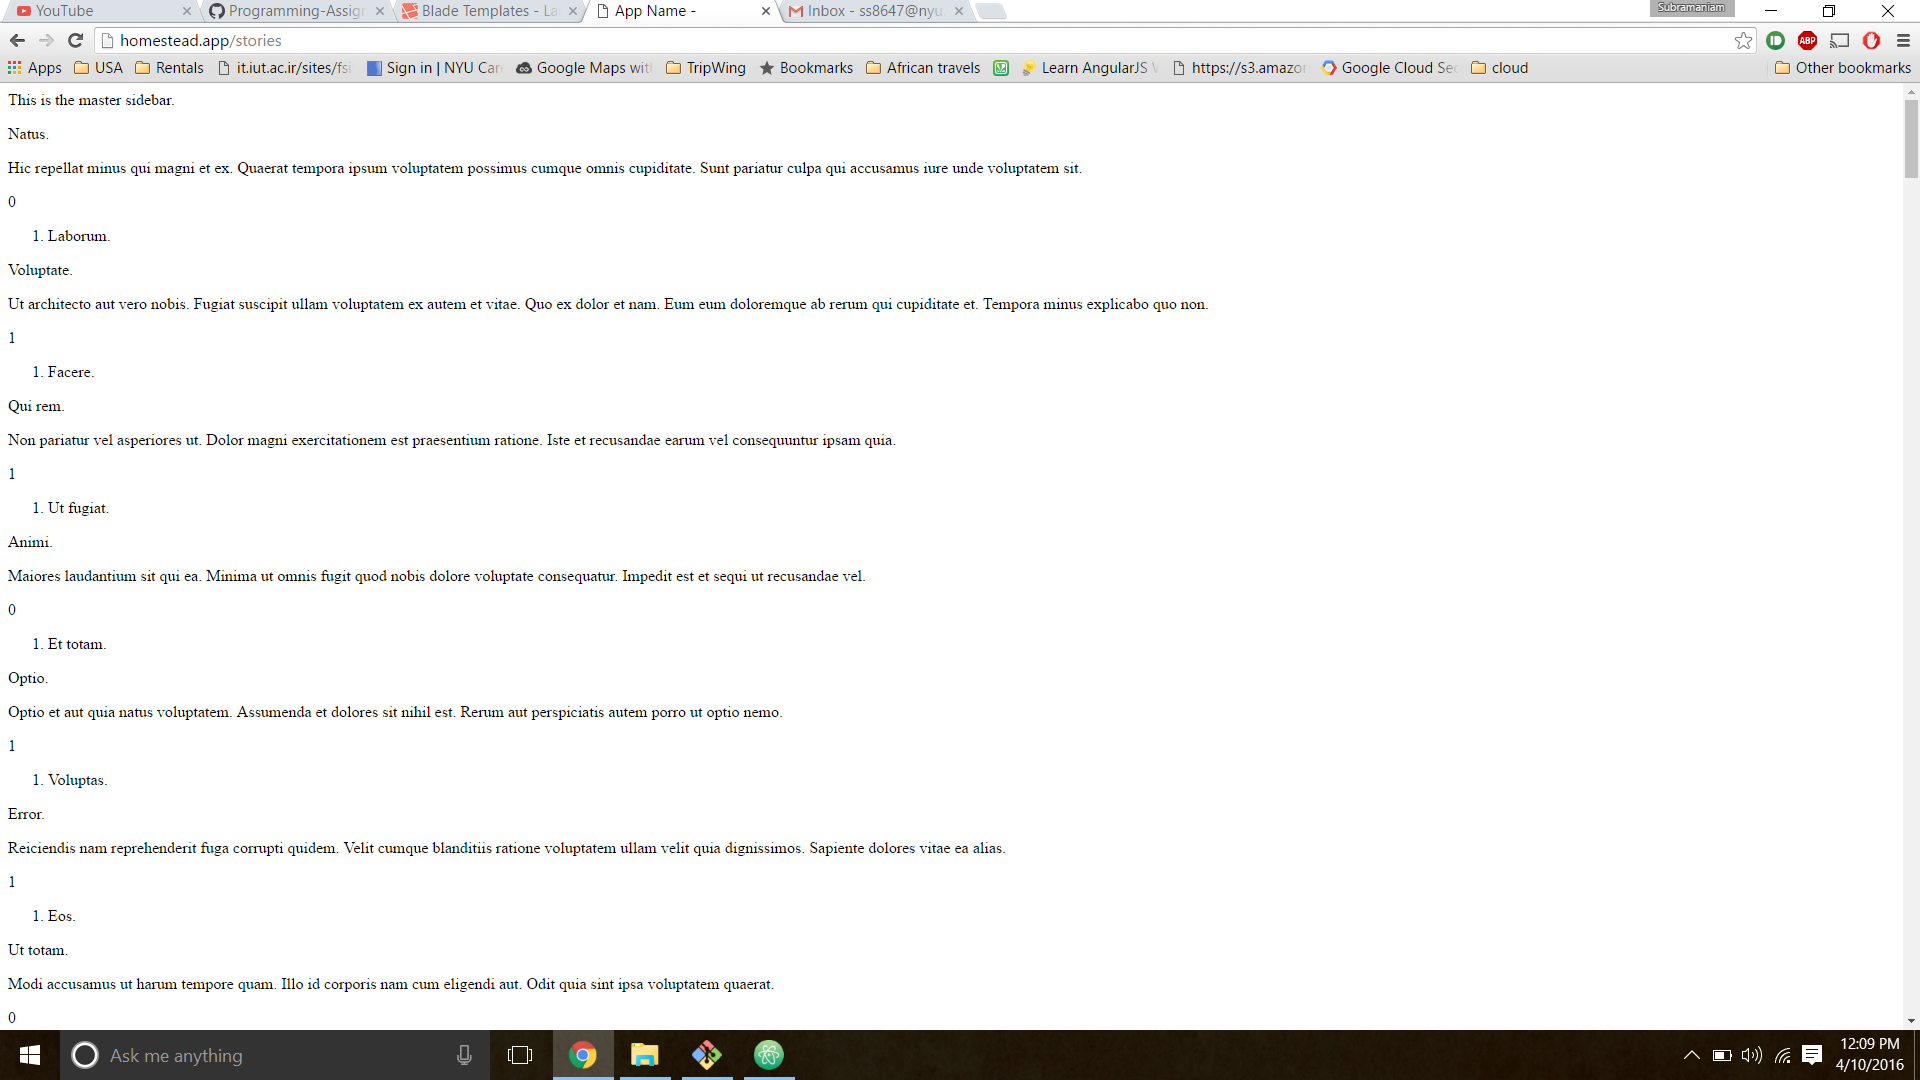 YouTube
Programming-Assig
Blade Templates - La
App Name -
Inbox - ss8647@nyu.
Subramaniam
homestead.app/stories
Apps
USA
Rentals
it.iut.ac.ir/sites/fsi
Sign in | NYU Car
Google Maps wit
TripWing
Bookmarks
African travels
Learn AngularJS
https://s3.amazo
Google Cloud Se
cloud
Other bookmarks
This is the master sidebar.
Natus.
Hic repellat minus qui magni et ex. Quaerat tempora ipsum voluptatem possimus cumque omnis cupiditate. Sunt pariatur culpa qui accusamus iure unde voluptatem sit.
0
1. Laborum.
Voluptate.
Ut architecto aut vero nobis. Fugiat suscipit ullam voluptatem ex autem et vitae. Quo ex dolor et nam. Eum eum doloremque ab rerum qui cupiditate et. Tempora minus explicabo quo non.
1
1. Facere.
Qui rem.
Non pariatur vel asperiores ut. Dolor magni exercitationem est praesentium ratione. Iste et recusandae earum vel consequuntur ipsam quia.
1
1. Ut fugiat.
Animi.
Maiores laudantium sit qui ea. Minima ut omnis fugit quod nobis dolore voluptate consequatur. Impedit est et sequi ut recusandae vel.
0
1. Et totam.
Optio.
Optio et aut quia natus voluptatem. Assumenda et dolores sit nihil est. Rerum aut perspiciatis autem porro ut optio nemo.
1
1. Voluptas.
Error.
Reiciendis nam reprehenderit fuga corrupti quidem. Velit cumque blanditiis ratione voluptatem ullam velit quia dignissimos. Sapiente dolores vitae ea alias.
1
1. Eos.
Ut totam.
Modi accusamus ut harum tempore quam. Illo id corporis nam cum eligendi aut. Odit quia sint ipsa voluptatem quaerat.
0
Ask me anything
12:09 PM
4/10/2016
ABP